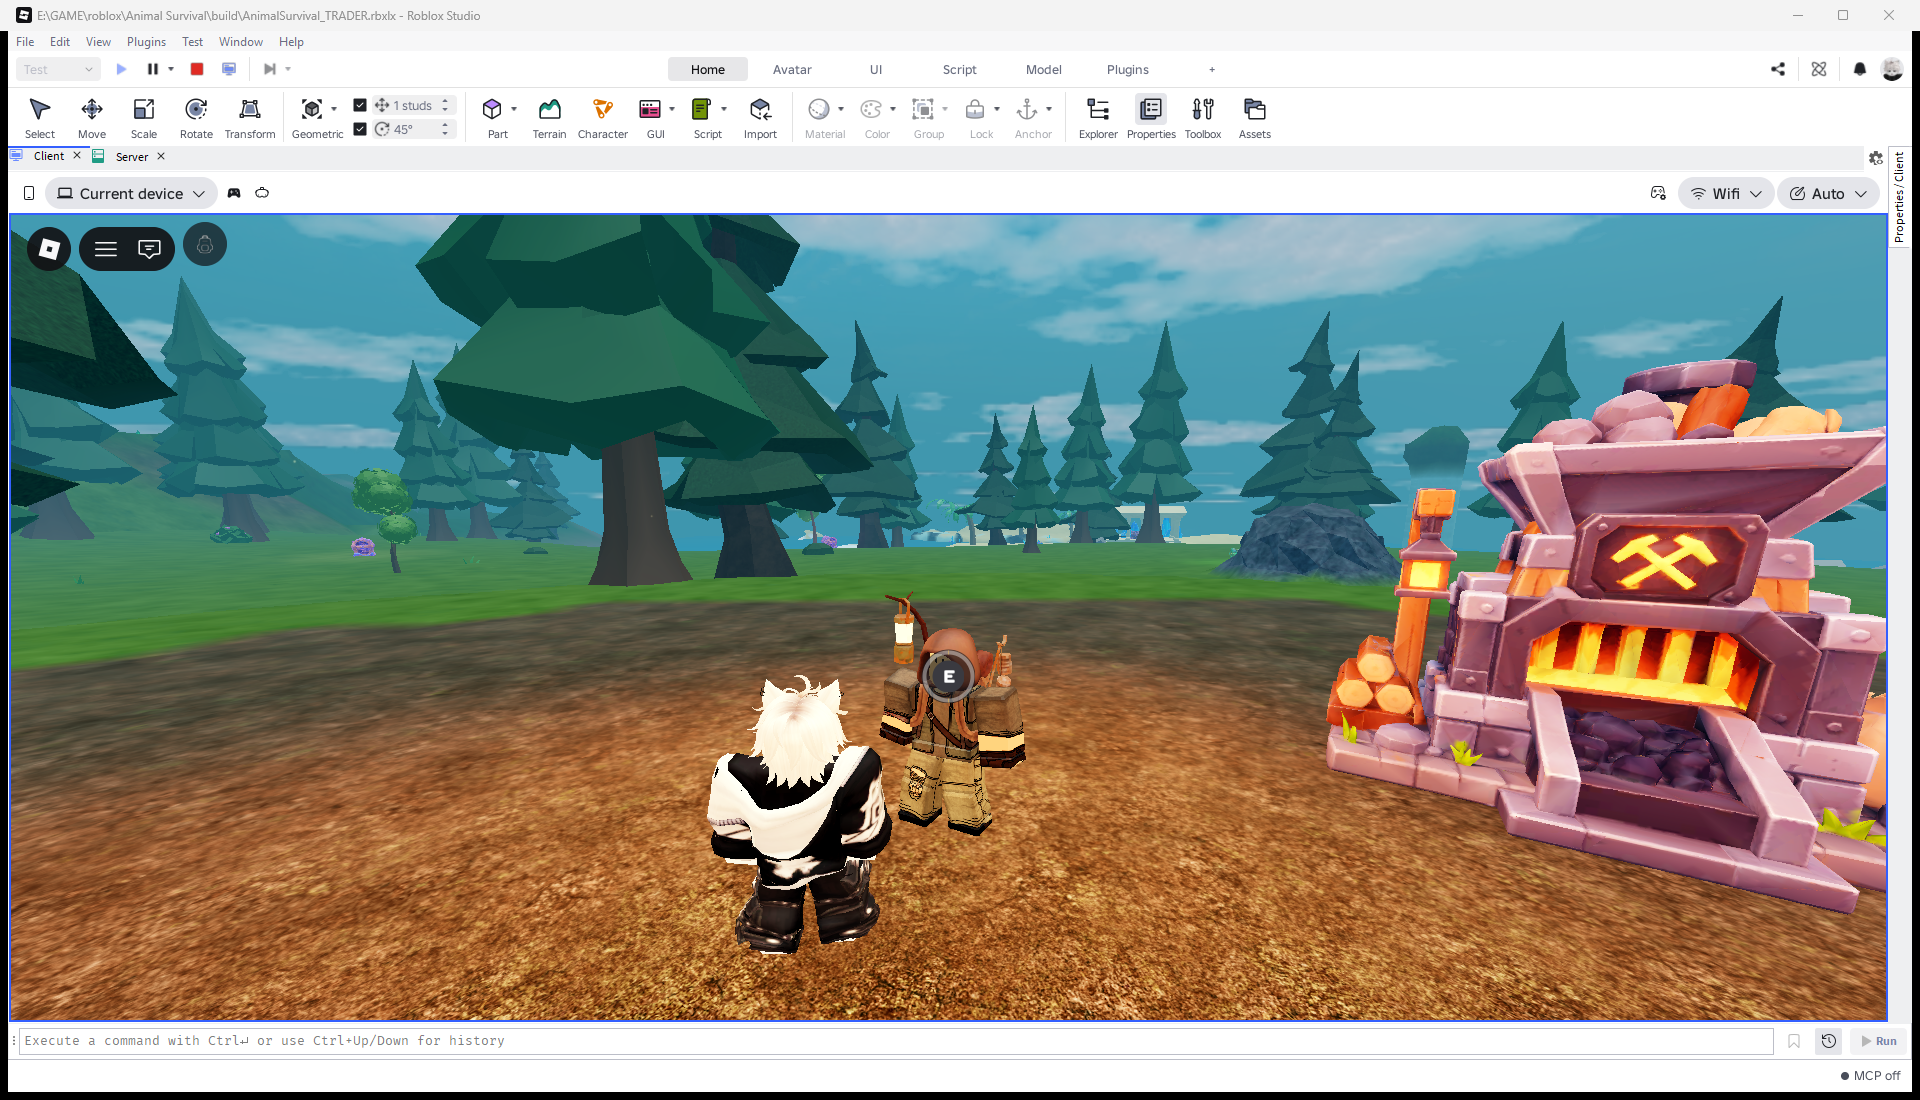 E:\GAME\roblox\Animal Survival\build\AnimalSurvival_TRADER.rbxlx - Roblox Studio
File Edit View Plugins Test Window Help
Test Home Avatar UI Script Model Plugins +
1 studs
45°
Select Move Scale Rotate Transform Geometric Part Terrain Character GUI Script Import Material Color Group Lock Anchor Explorer Properties Toolbox Assets
Client Server
Properties / Client
Current device Wifi Auto
E
Execute a command with Ctrl↵ or use Ctrl+Up/Down for history
Run
MCP off